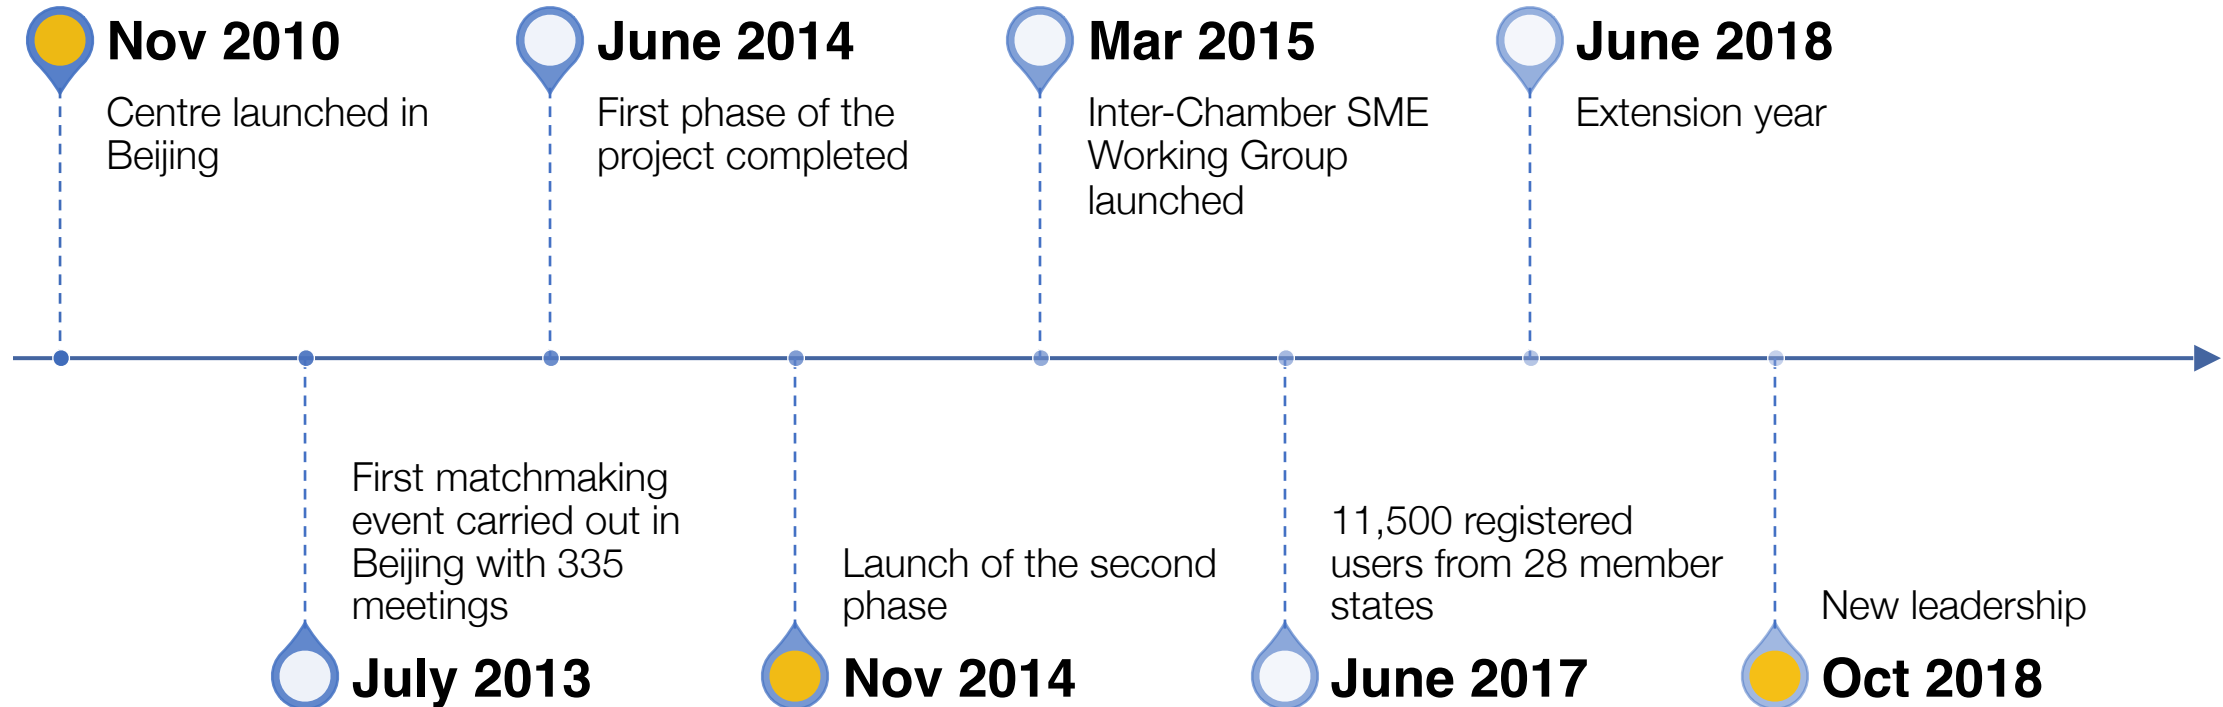 Nov 2010
Centre launched in
Beijing
July 2013
First matchmaking
event carried out in
Beijing with 335
meetings
June 2014
First phase of the
project completed
Nov 2014
Launch of the second
phase
Mar 2015
Inter-Chamber SME
Working Group
launched
June 2017
11,500 registered
users from 28 member
states
June 2018
Extension year
Oct 2018
New leadership